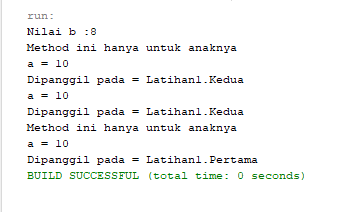 run:
Nilai b :8
Method ini hanya untuk anaknya
a = 10
Dipanggil pada = Latihan1.Kedua
a = 10
Dipanggil pada = Latihan1.Kedua
Method ini hanya untuk anaknya
a = 10
Dipanggil pada = Latihan1.Pertama
BUILD SUCCESSFUL (total time: 0 seconds)